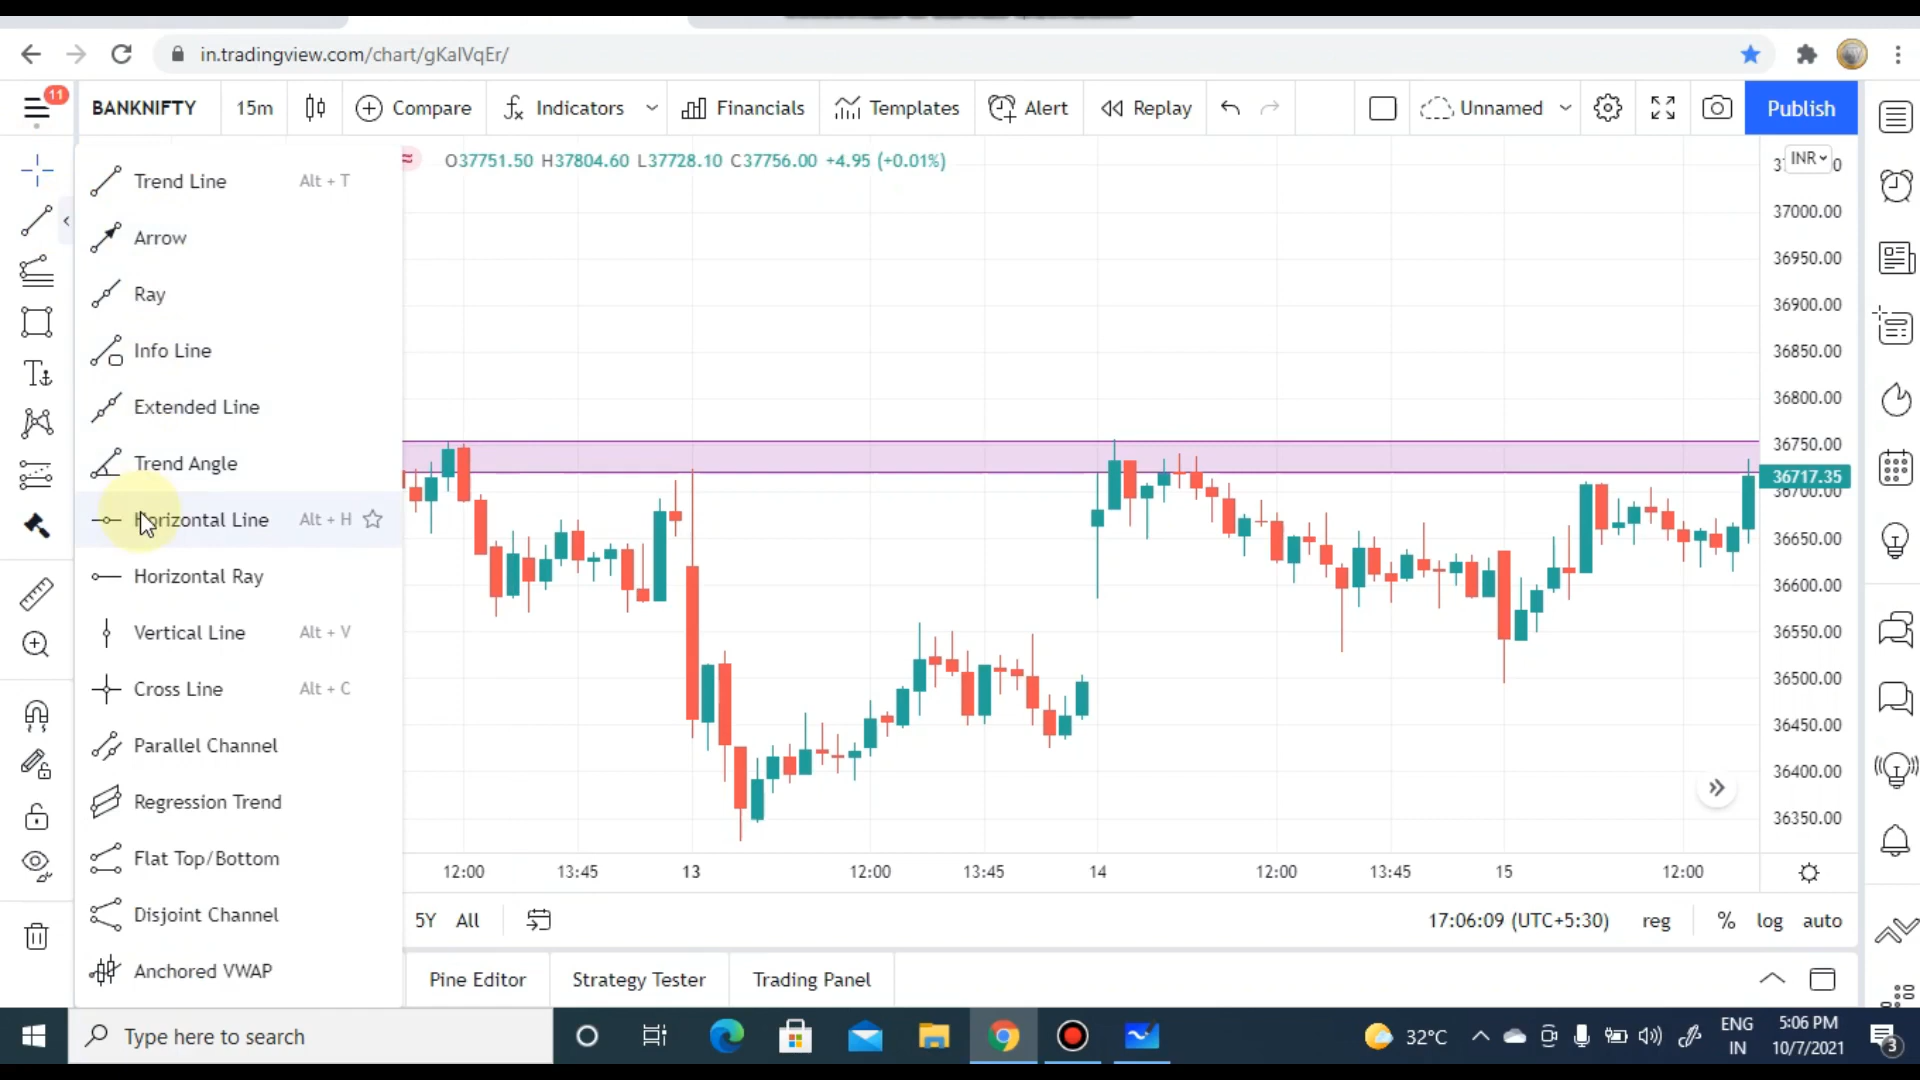 in.tradingview.com/chart/gKalVqEr/
11
BANKNIFTY 15m Compare Indicators Financials Templates Alert Replay Unnamed Publish
O37751.50 H37804.60 L37728.10 C37756.00 +4.95 (+0.01%)
INR
Trend Line Alt + T
Arrow
Ray
Info Line
Extended Line
Trend Angle
Horizontal Line Alt + H
Horizontal Ray
Vertical Line Alt + V
Cross Line Alt + C
Parallel Channel
Regression Trend
Flat Top/Bottom
Disjoint Channel
Anchored VWAP
37000.00
36950.00
36900.00
36850.00
36800.00
36750.00
36717.35
36700.00
36650.00
36600.00
36550.00
36500.00
36450.00
36400.00
36350.00
12:00 13:45 13 12:00 13:45 14 12:00 13:45 15 12:00
5Y All 17:06:09 (UTC+5:30) reg % log auto
Pine Editor Strategy Tester Trading Panel
Type here to search
32°C
ENG
IN
5:06 PM
10/7/2021
3